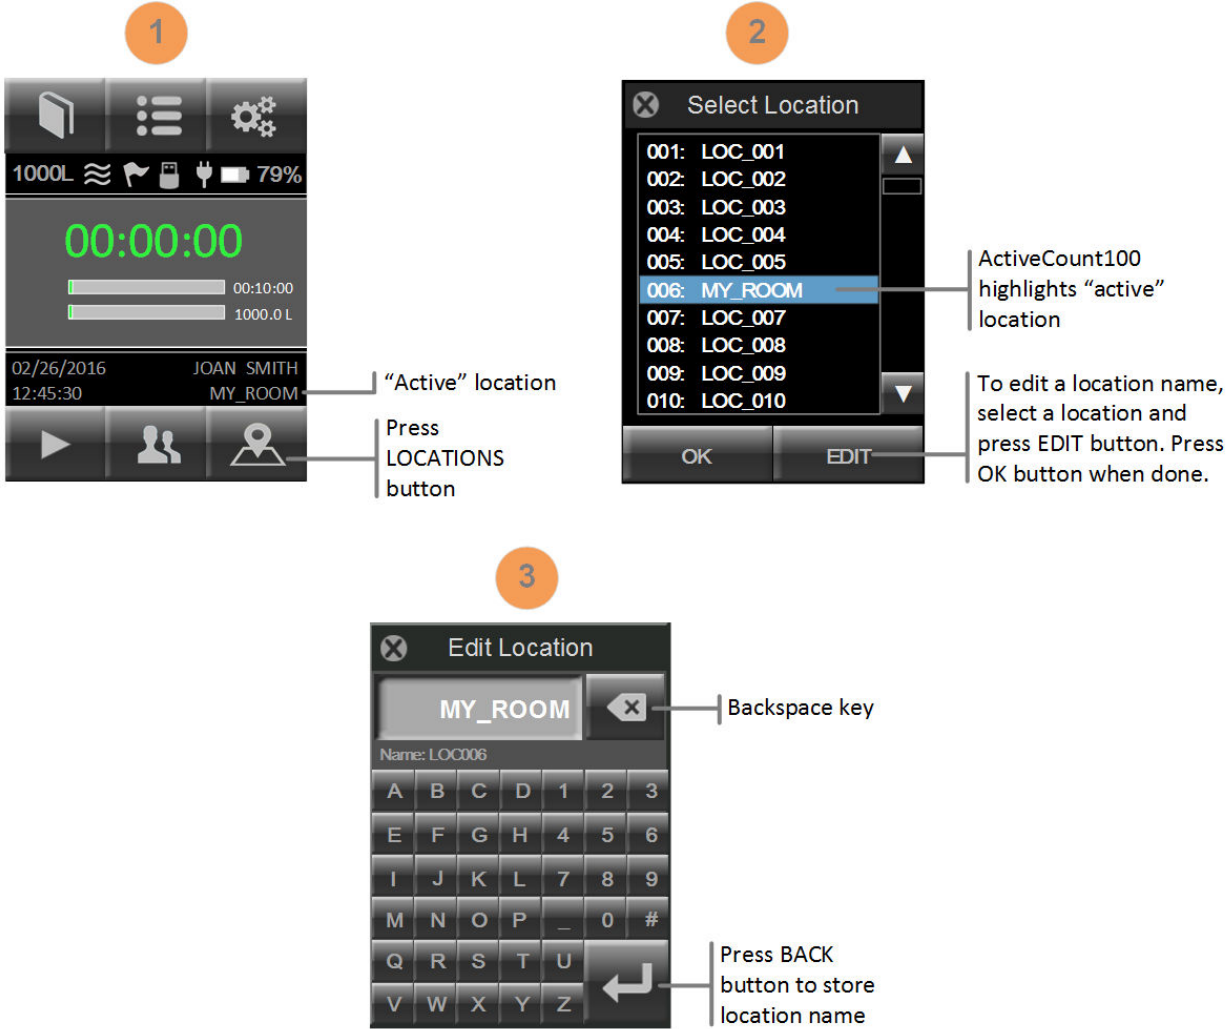 1
1000L 79%
00:00:00
00:10:00
1000.0 L
02/26/2016 JOAN SMITH
12:45:30 MY_ROOM
“Active” location
Press
LOCATIONS
button
2
Select Location
001: LOC_001
002: LOC_002
003: LOC_003
004: LOC_004
005: LOC_005
006: MY_ROOM
007: LOC_007
008: LOC_008
009: LOC_009
010: LOC_010
OK EDIT
ActiveCount100
highlights “active”
location
To edit a location name,
select a location and
press EDIT button. Press
OK button when done.
3
Edit Location
MY_ROOM
Name: LOC006
A B C D 1 2 3
E F G H 4 5 6
I J K L 7 8 9
M N O P _ 0 #
Q R S T U
V W X Y Z
Backspace key
Press BACK
button to store
location name